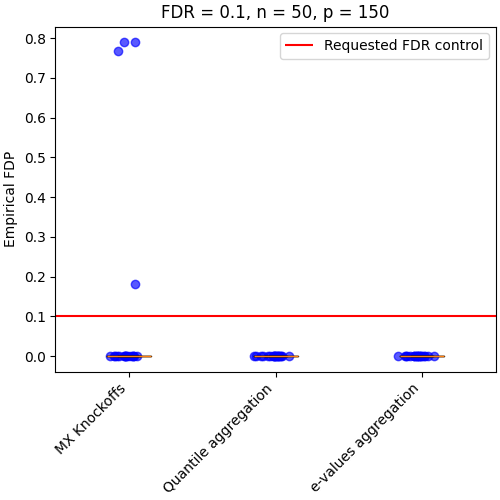 FDR = 0.1, n = 50, p = 150
Requested FDR control
Empirical FDP
0.8
0.7
0.6
0.5
0.4
0.3
0.2
0.1
0.0
MX Knockoffs
Quantile aggregation
e-values aggregation